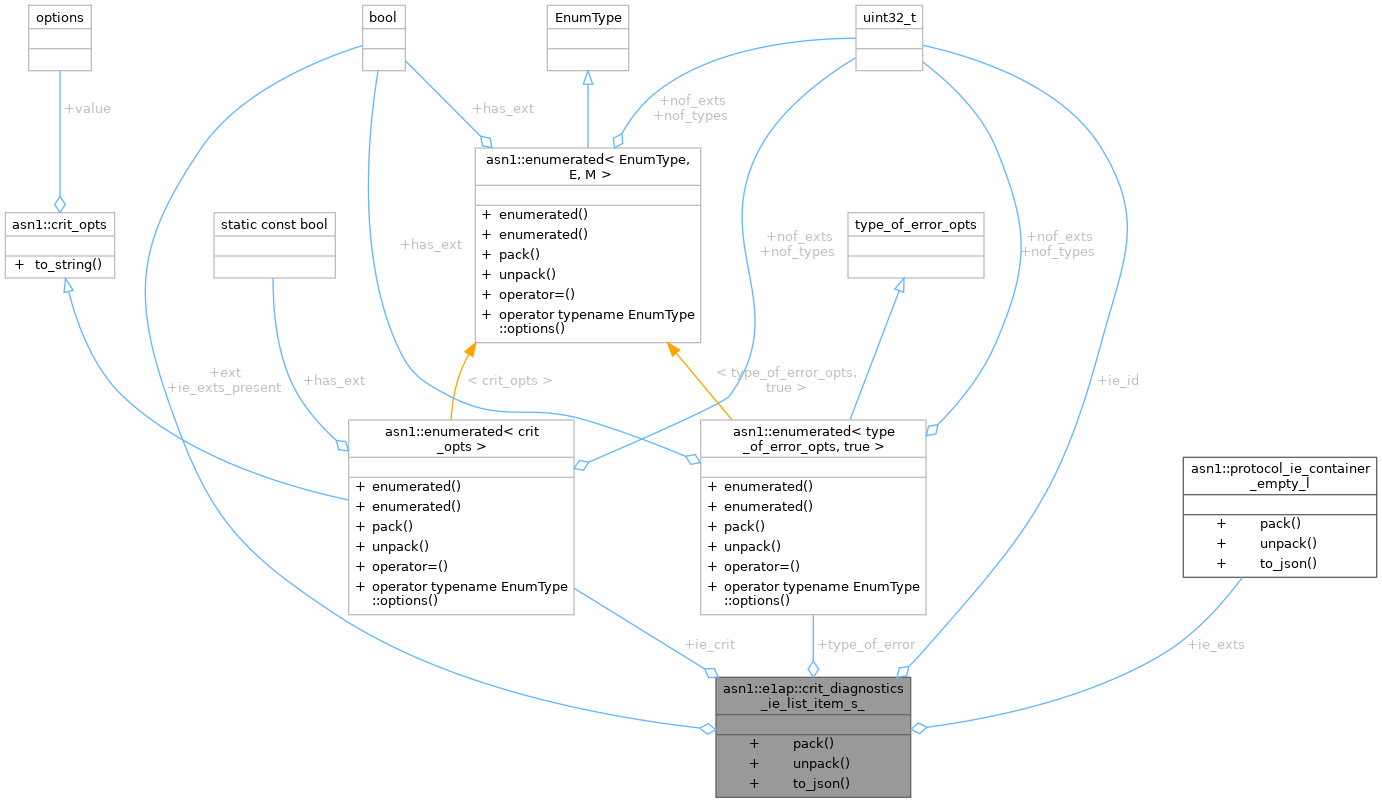 options
bool
EnumType
uint32_t
+value
+has_ext
+nof_exts
+nof_types
asn1::enumerated< EnumType,
E, M >
+ enumerated()
+ enumerated()
+ pack()
+ unpack()
+ operator=()
+ operator typename EnumType
::options()
asn1::crit_opts
+ to_string()
static const bool
+has_ext
+nof_exts
+nof_types
type_of_error_opts
+nof_exts
+nof_types
+ext
+ie_exts_present
+has_ext
< crit_opts >
< type_of_error_opts,
true >
+ie_id
asn1::enumerated< crit
_opts >
+ enumerated()
+ enumerated()
+ pack()
+ unpack()
+ operator=()
+ operator typename EnumType
::options()
asn1::enumerated< type
_of_error_opts, true >
+ enumerated()
+ enumerated()
+ pack()
+ unpack()
+ operator=()
+ operator typename EnumType
::options()
asn1::protocol_ie_container
_empty_l
+ pack()
+ unpack()
+ to_json()
+ie_crit
+type_of_error
+ie_exts
asn1::e1ap::crit_diagnostics
_ie_list_item_s_
+ pack()
+ unpack()
+ to_json()